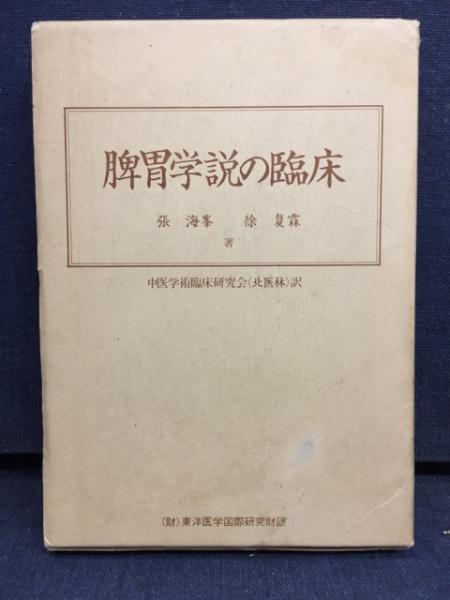 脾胃学説の臨床
張 海峯 徐 复霖
著
中医学術臨床研究会〈北医林〉訳
(財)東洋医学国際研究財団